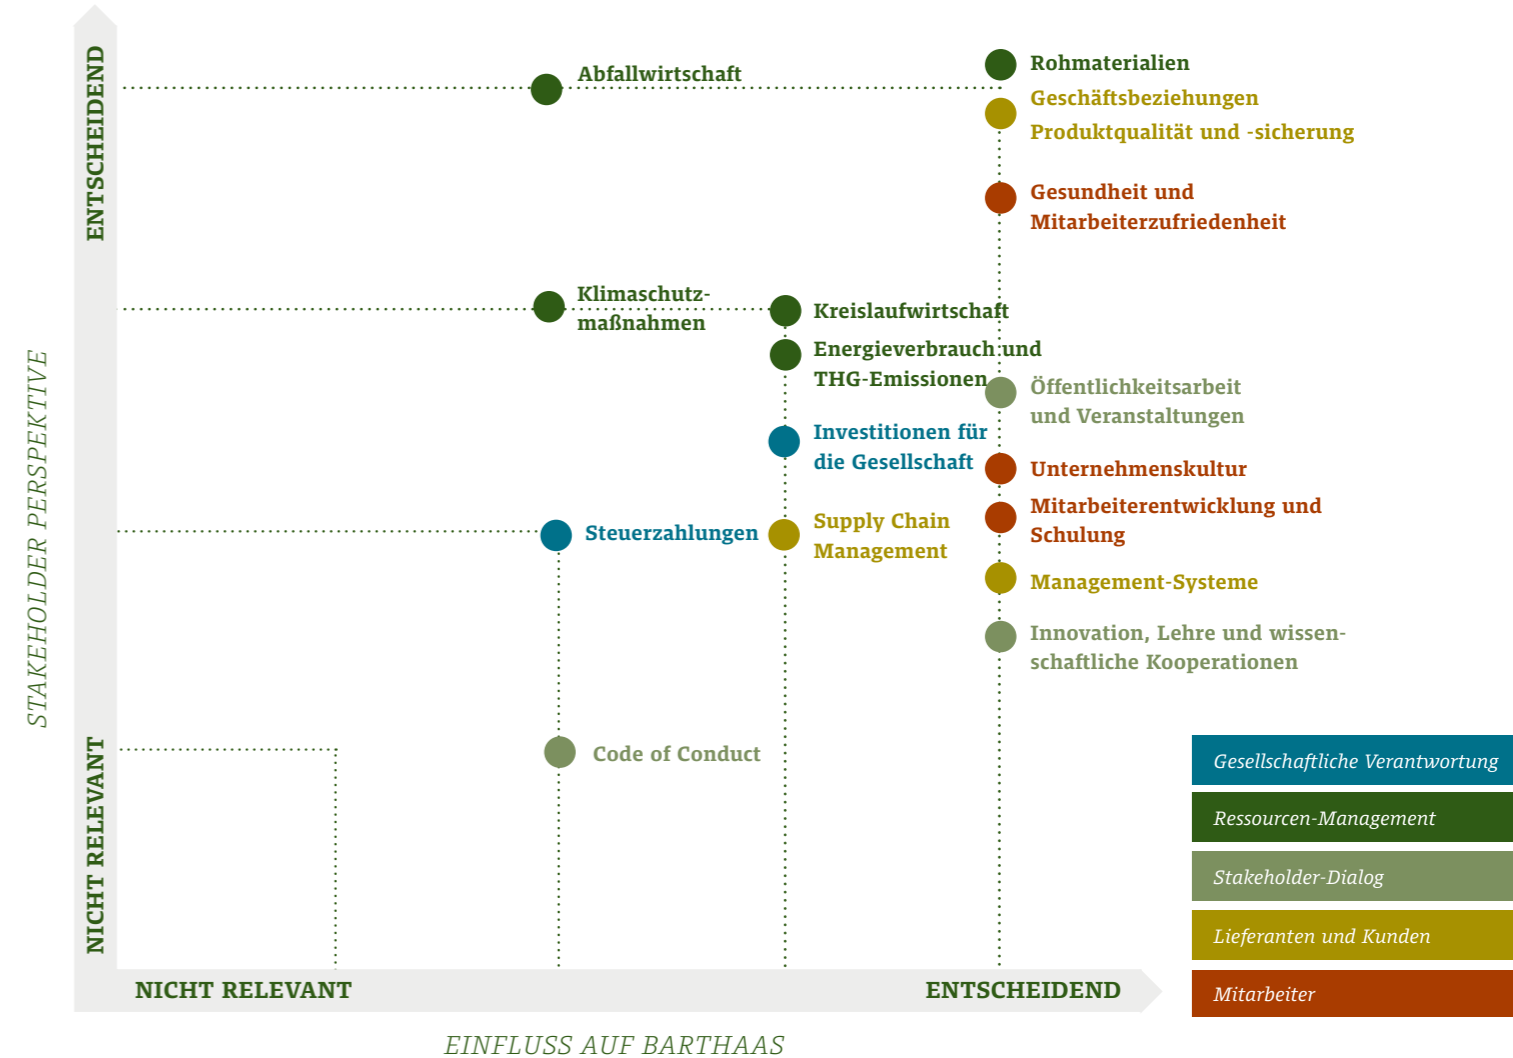 ENTSCHEIDEND
Abfallwirtschaft
Rohmaterialien
Geschäftsbeziehungen
Produktqualität und -sicherung
Gesundheit und
Mitarbeiterzufriedenheit
Klimaschutz-
maßnahmen
Kreislaufwirtschaft
Energieverbrauch und
THG-Emissionen
Öffentlichkeitsarbeit
und Veranstaltungen
Investitionen für
die Gesellschaft
Unternehmenskultur
Mitarbeiterentwicklung und
Schulung
Steuerzahlungen
Supply Chain
Management
Management-Systeme
Innovation, Lehre und wissen-
schaftliche Kooperationen
STAKEHOLDER PERSPEKTIVE
Code of Conduct
NICHT RELEVANT
Gesellschaftliche Verantwortung
Ressourcen-Management
Stakeholder-Dialog
Lieferanten und Kunden
Mitarbeiter
NICHT RELEVANT
ENTSCHEIDEND
EINFLUSS AUF BARTHAAS